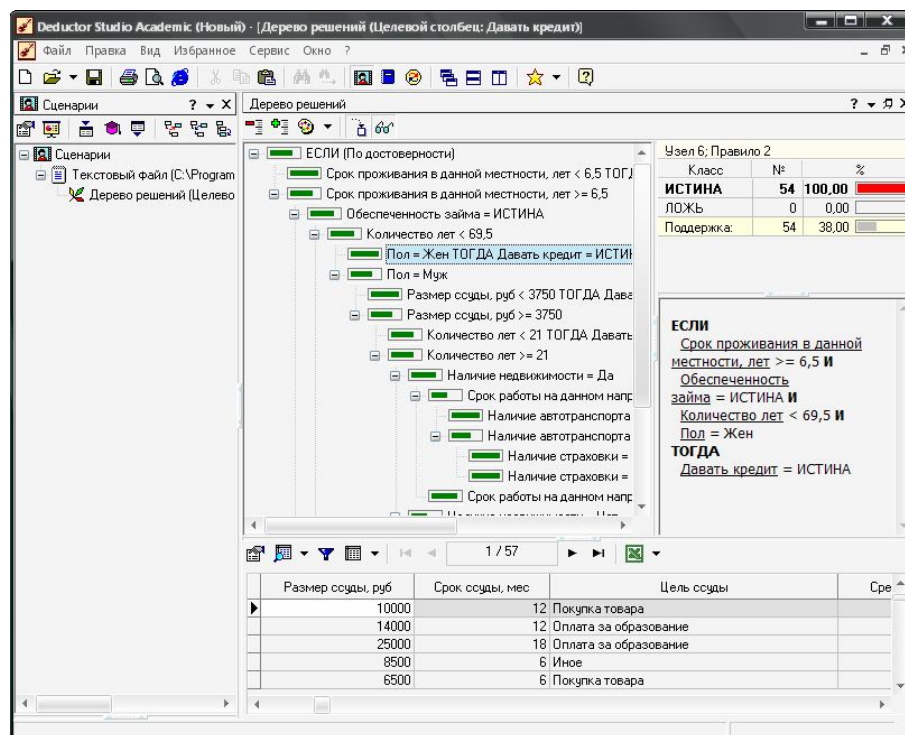 Deductor Studio Academic (Новый) - [Дерево решений (Целевой столбец: Давать кредит)]
Файл Правка Вид Избранное Сервис Окно ?
Сценарии ?
Дерево решений ?
Сценарии
Текстовый файл (C:\Program
Дерево решений (Целево
ЕСЛИ (По достоверности)
Срок проживания в данной местности, лет < 6,5 ТОГД
Срок проживания в данной местности, лет >= 6,5
Обеспеченность займа = ИСТИНА
Количество лет < 69,5
Пол = Жен ТОГДА Давать кредит = ИСТИН
Пол = Муж
Размер ссуды, руб < 3750 ТОГДА Дава
Размер ссуды, руб >= 3750
Количество лет < 21 ТОГДА Давать
Количество лет >= 21
Наличие недвижимости = Да
Срок работы на данном напр
Наличие автотранспорта
Наличие автотранспорта
Наличие страховки =
Наличие страховки =
Срок работы на данном напр
Узел 6; Правило 2
Класс № %
ИСТИНА 54 100,00
ЛОЖЬ 0 0,00
Поддержка: 54 38,00
ЕСЛИ
Срок проживания в данной
местности, лет >= 6,5 И
Обеспеченность
займа = ИСТИНА И
Количество лет < 69,5 И
Пол = Жен
ТОГДА
Давать кредит = ИСТИНА
1 / 57
Размер ссуды, руб Срок ссуды, мес Цель ссуды Сре
10000 12 Покупка товара
14000 12 Оплата за образование
25000 18 Оплата за образование
8500 6 Иное
6500 6 Покупка товара